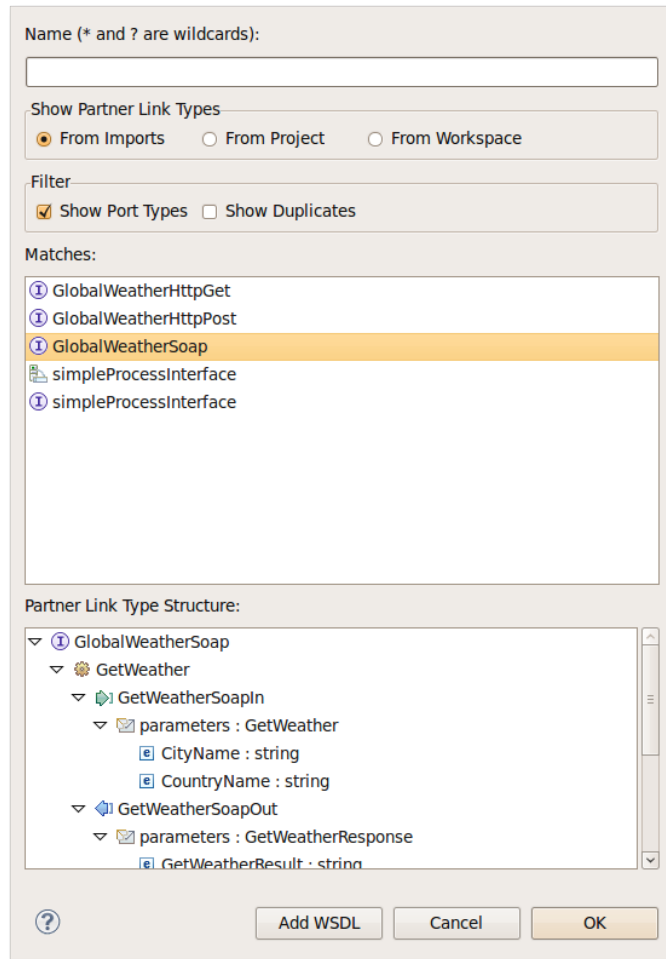 Name (* and ? are wildcards):
Show Partner Link Types
From Imports From Project From Workspace
Filter
Show Port Types Show Duplicates
Matches:
GlobalWeatherHttpGet
GlobalWeatherHttpPost
GlobalWeatherSoap
simpleProcessInterface
simpleProcessInterface
Partner Link Type Structure:
GlobalWeatherSoap
GetWeather
GetWeatherSoapIn
parameters : GetWeather
CityName : string
CountryName : string
GetWeatherSoapOut
parameters : GetWeatherResponse
GetWeatherResult : string
Add WSDL Cancel OK